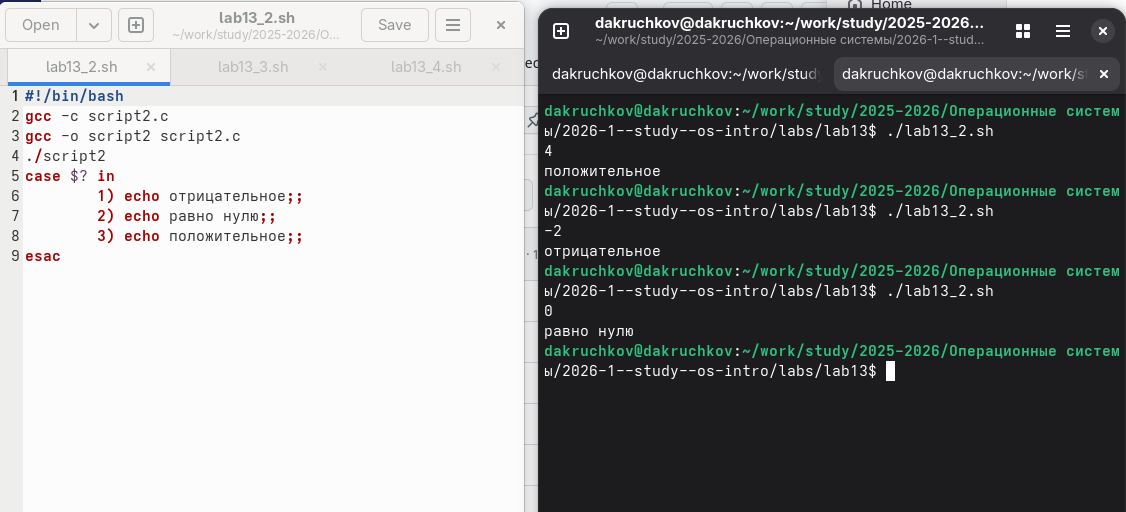 Open
lab13_2.sh
~/work/study/2025-2026/О...
Save
lab13_2.sh
lab13_3.sh
lab13_4.sh
1 #!/bin/bash
2 gcc -c script2.c
3 gcc -o script2 script2.c
4 ./script2
5 case $? in
6 1) echo отрицательное;;
7 2) echo равно нулю;;
8 3) echo положительное;;
9 esac
Home
dakruchkov@dakruchkov:~/work/study/2025-2026...
~/work/study/2025-2026/Операционные системы/2026-1--stud...
dakruchkov@dakruchkov:~/work/study
dakruchkov@dakruchkov:~/work/s
dakruchkov@dakruchkov:~/work/study/2025-2026/Операционные систем
ы/2026-1--study--os-intro/labs/lab13$ ./lab13_2.sh
4
положительное
dakruchkov@dakruchkov:~/work/study/2025-2026/Операционные систем
ы/2026-1--study--os-intro/labs/lab13$ ./lab13_2.sh
-2
отрицательное
dakruchkov@dakruchkov:~/work/study/2025-2026/Операционные систем
ы/2026-1--study--os-intro/labs/lab13$ ./lab13_2.sh
0
равно нулю
dakruchkov@dakruchkov:~/work/study/2025-2026/Операционные систем
ы/2026-1--study--os-intro/labs/lab13$